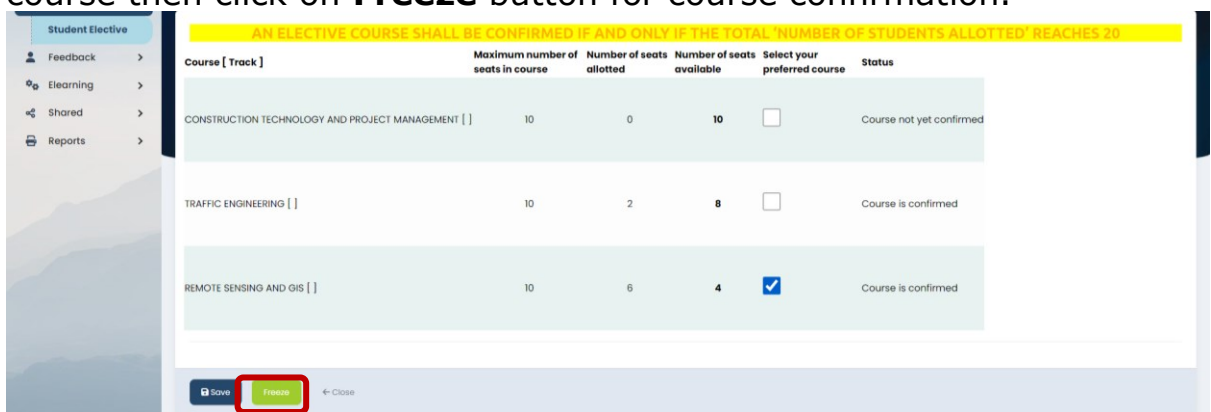 course then click on Freeze button for course confirmation.
Student Elective
AN ELECTIVE COURSE SHALL BE CONFIRMED IF AND ONLY IF THE TOTAL 'NUMBER OF STUDENTS ALLOTTED' REACHES 20
Feedback
Elearning
Shared
Reports
Course [ Track ] Maximum number of seats in course Number of seats allotted Number of seats available Select your preferred course Status
CONSTRUCTION TECHNOLOGY AND PROJECT MANAGEMENT [ ] 10 0 10 Course not yet confirmed
TRAFFIC ENGINEERING [ ] 10 2 8 Course is confirmed
REMOTE SENSING AND GIS [ ] 10 6 4 Course is confirmed
Save Freeze ←Close